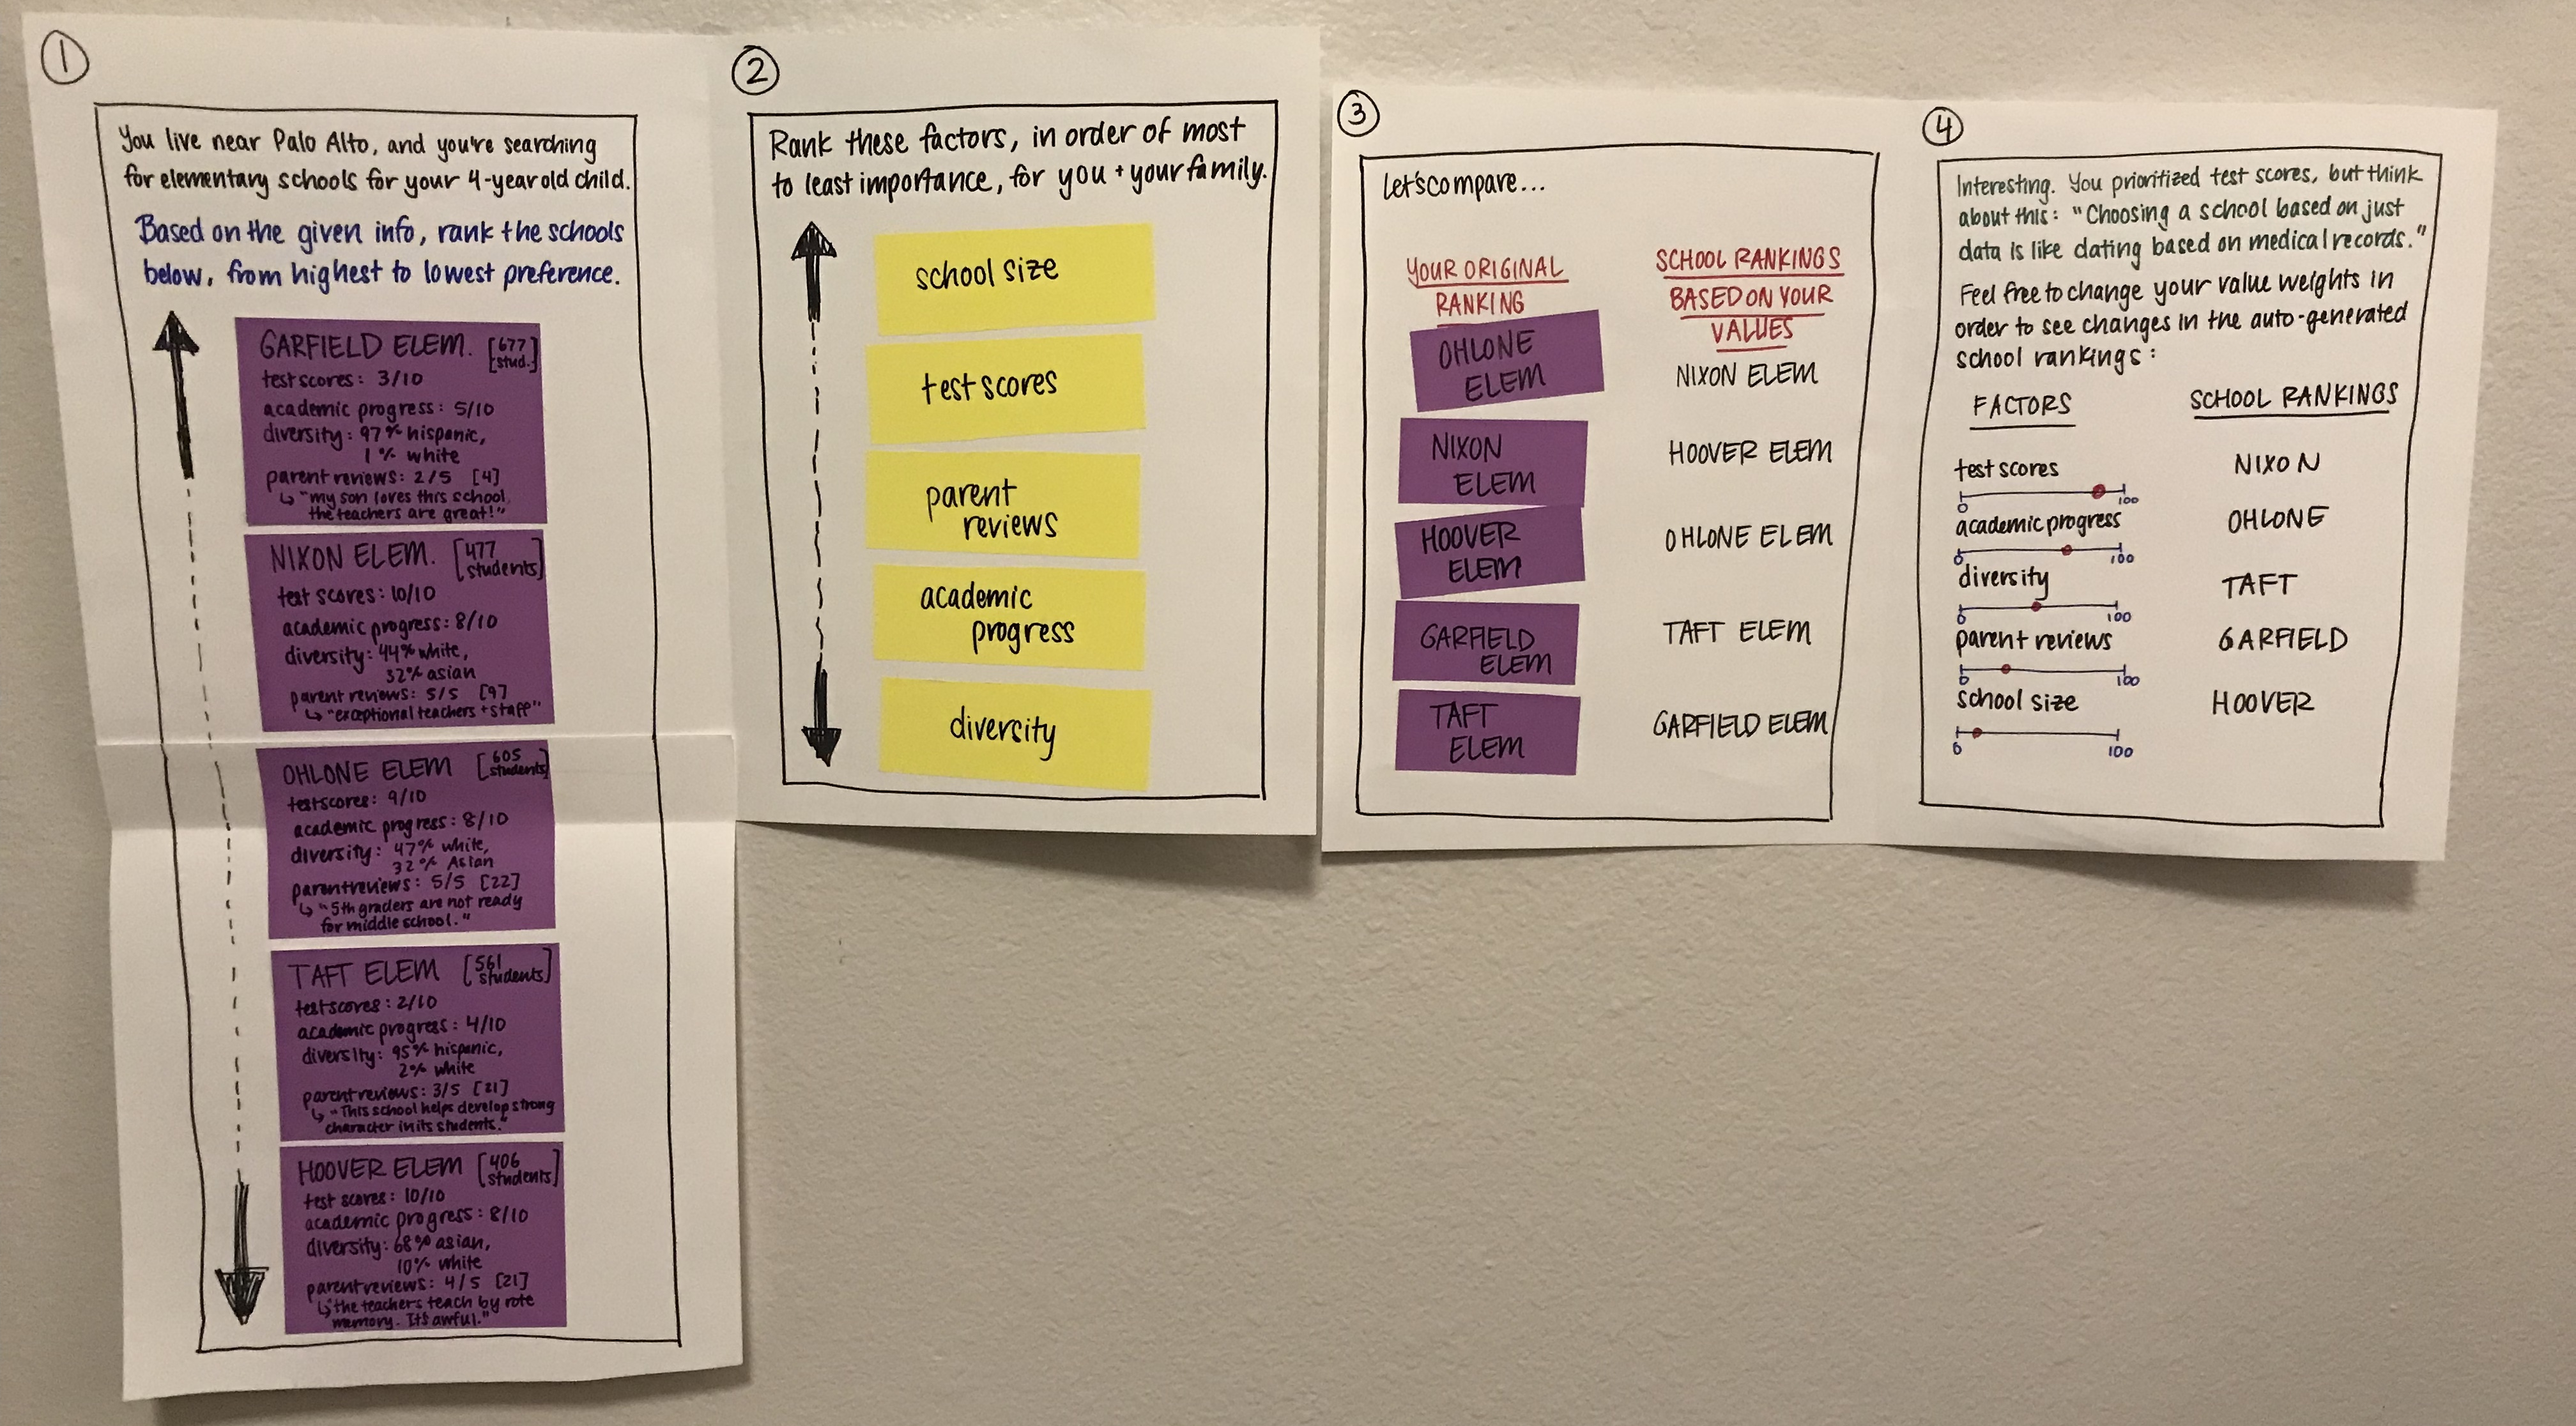 1
You live near Palo Alto, and you're searching
for elementary schools for your 4-year old child.
Based on the given info, rank the schools
below, from highest to lowest preference.
GARFIELD ELEM. [677
stud.]
test scores: 3/10
academic progress: 5/10
diversity: 97% hispanic,
1% white
parent reviews: 2/5 [4]
↳ "my son loves this school,
the teachers are great!"
NIXON ELEM. [477
students]
test scores: 10/10
academic progress: 8/10
diversity: 44% white,
32% asian
parent reviews: 5/5 [9]
↳ "exceptional teachers + staff"
OHLONE ELEM [605
students]
testscores: 9/10
academic progress: 8/10
diversity: 47% white,
32% Asian
parent reviews: 5/5 [22]
↳ "5th graders are not ready
for middle school."
TAFT ELEM [561
students]
testscores: 2/10
academic progress: 4/10
diversity: 95% hispanic,
2% white
parent reviews: 3/5 [21]
↳ "This school helps develop strong
character in its students."
HOOVER ELEM [406
students]
test scores: 10/10
academic progress: 8/10
diversity: 68% asian,
10% white
parent reviews: 4/5 [21]
↳ "the teachers teach by rote
memory. It's awful."
2
Rank these factors, in order of most
to least importance, for you + your family.
school size
test scores
parent
reviews
academic
progress
diversity
3
Let's compare...
YOUR ORIGINAL
RANKING
OHLONE
ELEM
NIXON
ELEM
HOOVER
ELEM
GARFIELD
ELEM
TAFT
ELEM
SCHOOL RANKINGS
BASED ON YOUR
VALUES
NIXON ELEM
HOOVER ELEM
OHLONE ELEM
TAFT ELEM
GARFIELD ELEM
4
Interesting. You prioritized test scores, but think
about this: "Choosing a school based on just
data is like dating based on medical records."
Feel free to change your value weights in
order to see changes in the auto-generated
school rankings:
FACTORS
test scores
0 100
academic progress
0 100
diversity
0 100
parent reviews
0 100
school size
0 100
SCHOOL RANKINGS
NIXON
OHLONE
TAFT
GARFIELD
HOOVER